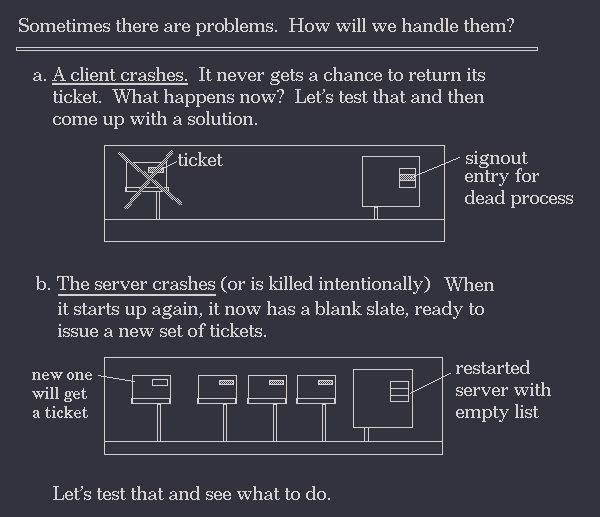 Sometimes there are problems. How will we handle them?
a. A client crashes. It never gets a chance to return its
ticket. What happens now? Let's test that and then
come up with a solution.
ticket
signout
entry for
dead process
b. The server crashes (or is killed intentionally) When
it starts up again, it now has a blank slate, ready to
issue a new set of tickets.
new one
will get
a ticket
restarted
server with
empty list
Let's test that and see what to do.